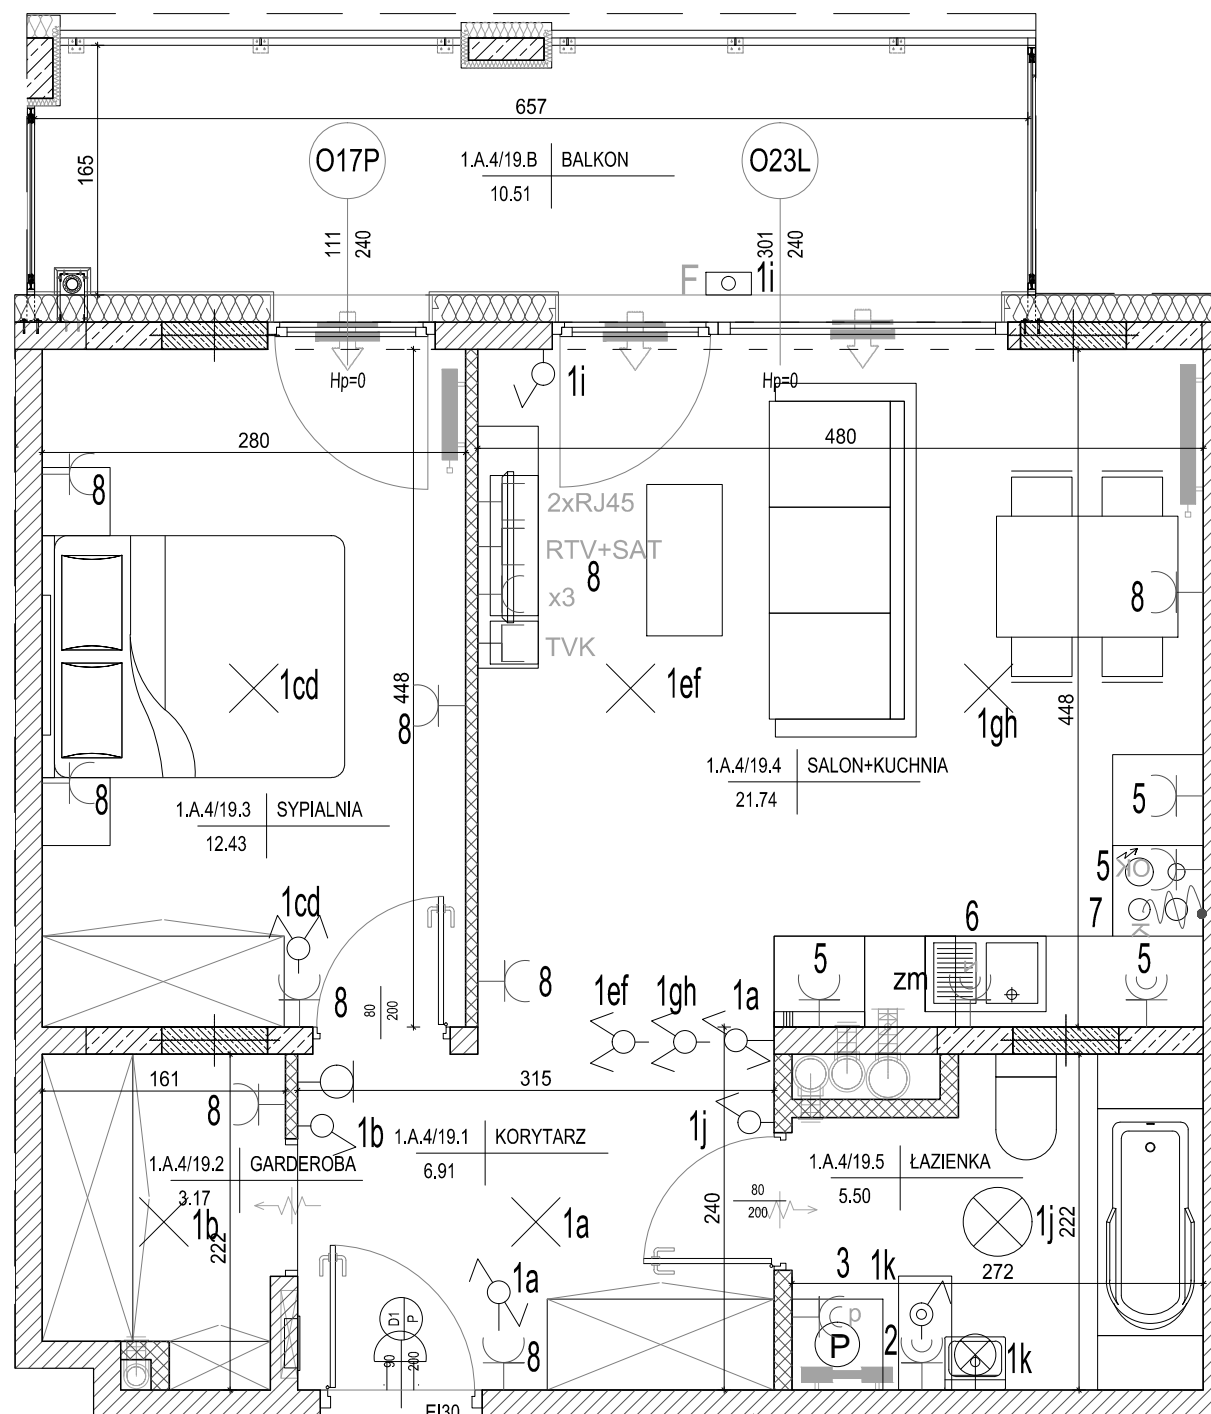 657
165
O17P
1.A.4/19.B BALKON
10.51
O23L
111
240
301
240
F
1i
Hp=0
1i
Hp=0
280
480
8
2xRJ45
RTV+SAT
8
x3
TVK
8
1cd
448
8
1ef
1gh
448
8
1.A.4/19.3 SYPIALNIA
12.43
1.A.4/19.4 SALON+KUCHNIA
21.74
5
5
OK
7
K
1cd
8
80
200
8
1ef
1gh
1a
5
zm
6
5
161
8
315
1b
1j
1.A.4/19.1 KORYTARZ
6.91
1.A.4/19.2 GARDEROBA
3.17
1b
222
1a
240
80
200
1.A.4/19.5 ŁAZIENKA
5.50
1j
222
272
1a
D1
P
90
200
8
3
1k
Cp
P
2
1k
EI30